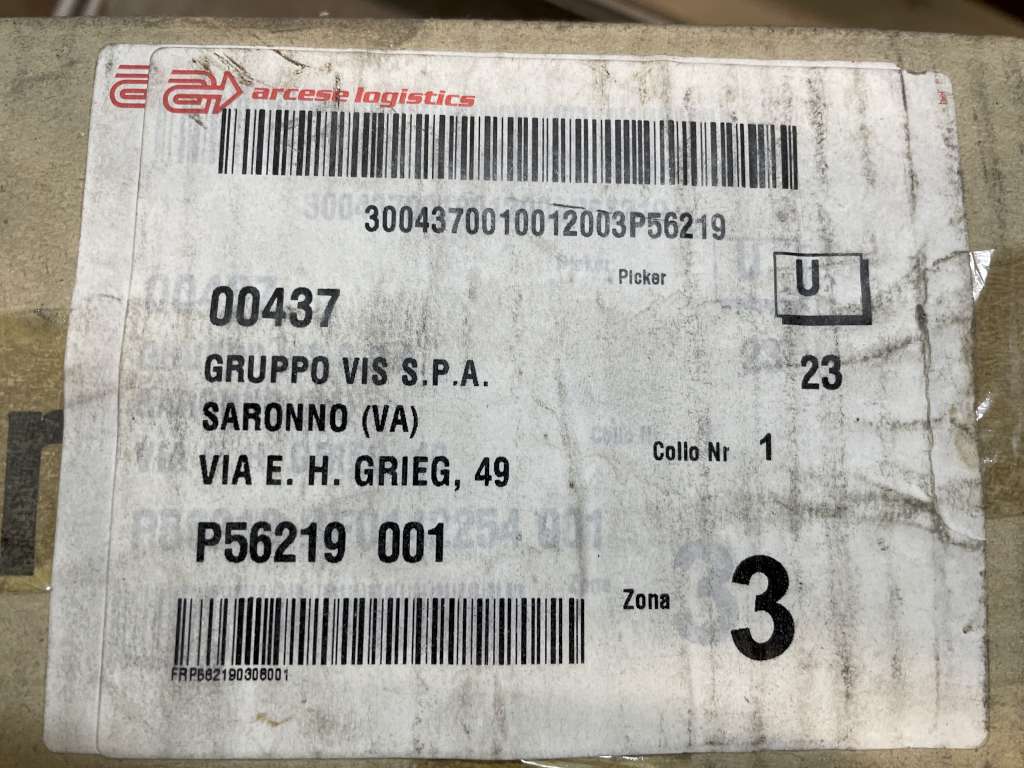 arcese logistics
3004370010012003P56219
Picker U
00437
GRUPPO VIS S.P.A. 23
SARONNO (VA)
Collo Nr 1
VIA E. H. GRIEG, 49
P56219 001
Zona 3
FRP562190308001